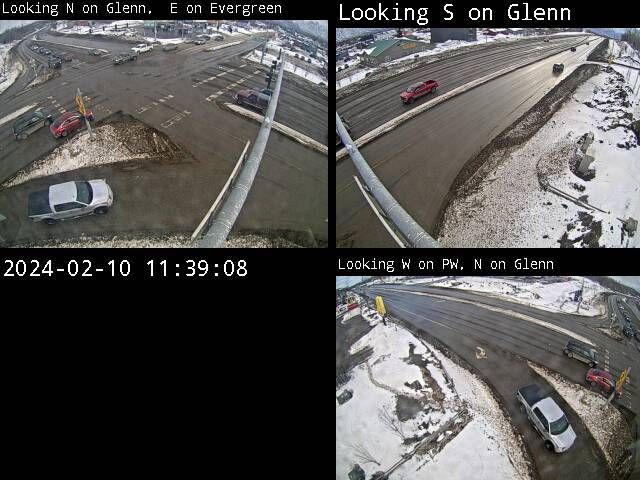 Looking N on Glenn, E on Evergreen
Looking S on Glenn
2024-02-10 11:39:08
Looking W on PW, N on Glenn